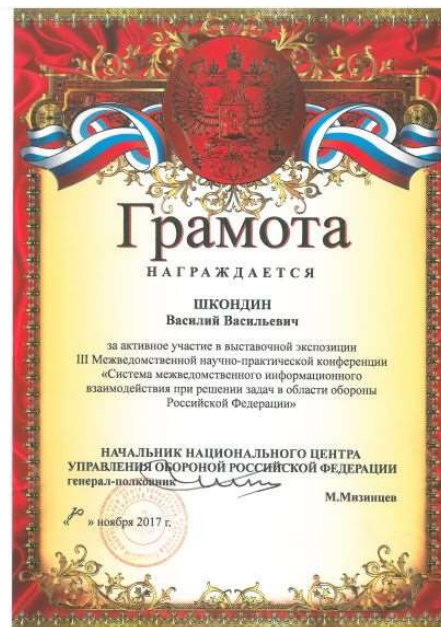 Грамота
НАГРАЖДАЕТСЯ
ШКОНДИН
Василий Васильевич
за активное участие в выставочной экспозиции
III Межведомственной научно-практической конференции
«Система межведомственного информационного
взаимодействия при решении задач в области обороны
Российской Федерации»
НАЧАЛЬНИК НАЦИОНАЛЬНОГО ЦЕНТРА
УПРАВЛЕНИЯ ОБОРОНОЙ РОССИЙСКОЙ ФЕДЕРАЦИИ
генерал-полковник
М.Мизинцев
» ноября 2017 г.